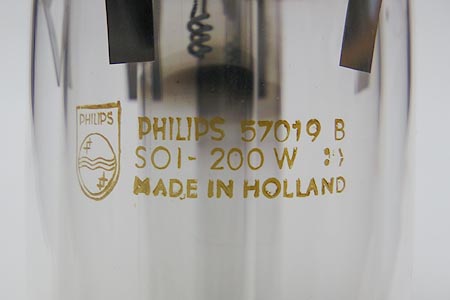 PHILIPS
PHILIPS 57019 B
SOI - 200 W
MADE IN HOLLAND